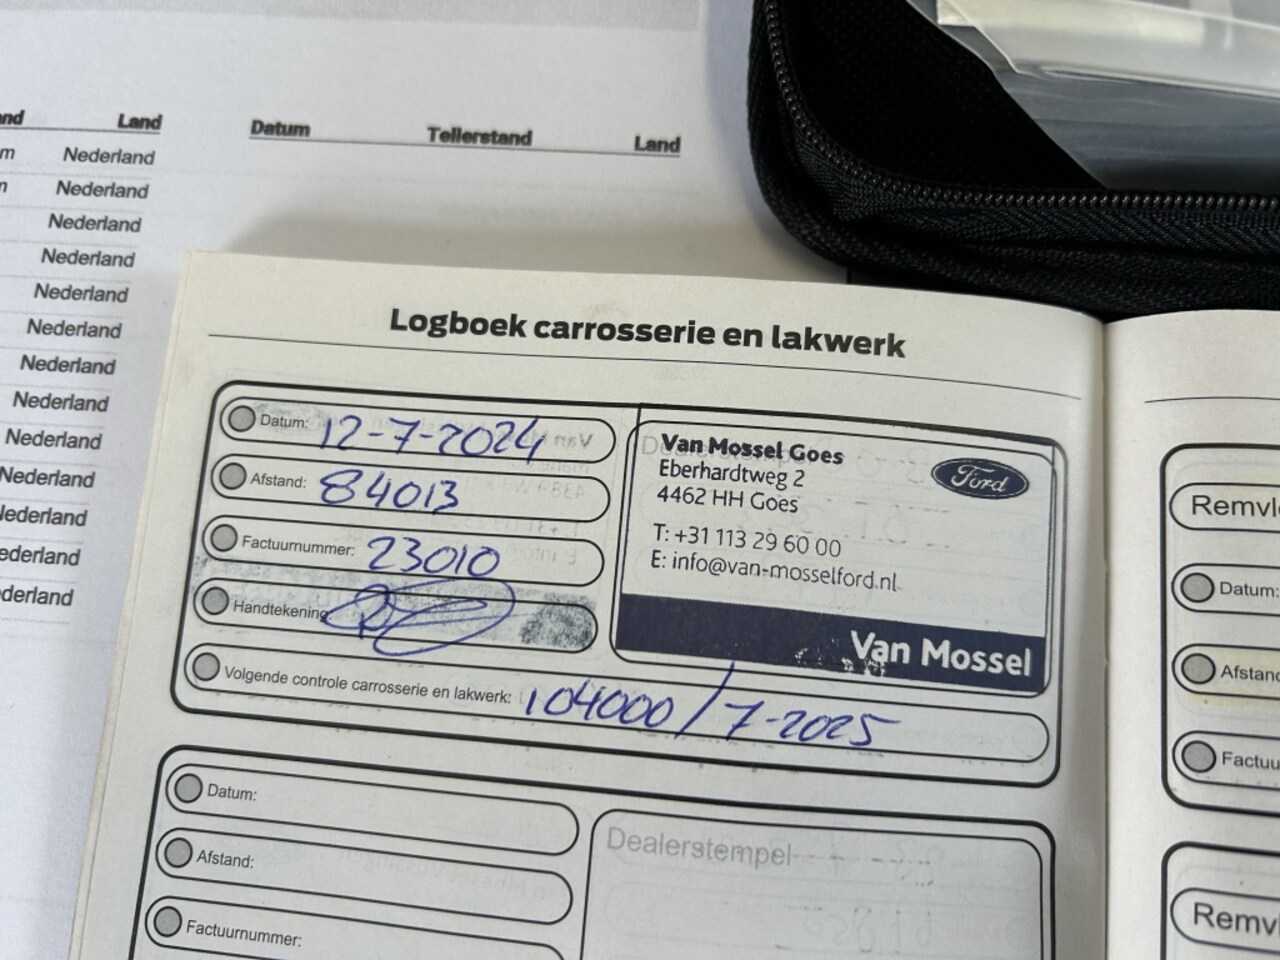 Land
m Nederland
Nederland
Nederland
Nederland
Nederland
Nederland
Nederland
Nederland
Nederland
Nederland
Nederland
ederland
derland
Datum Tellerstand Land
Logboek carrosserie en lakwerk
Datum: 12-7-2024
Afstand: 84013
Factuurnummer: 23010
Handtekening
Volgende controle carrosserie en lakwerk: 104000 / 7-2025
Van Mossel Goes
Eberhardtweg 2
4462 HH Goes
T: +31 113 29 60 00
E: info@van-mosselford.nl
Ford
Van Mossel
Datum:
Afstand:
Factuurnummer:
Dealerstempel
Remvl
Datum:
Afstand
Factuu
Remvl